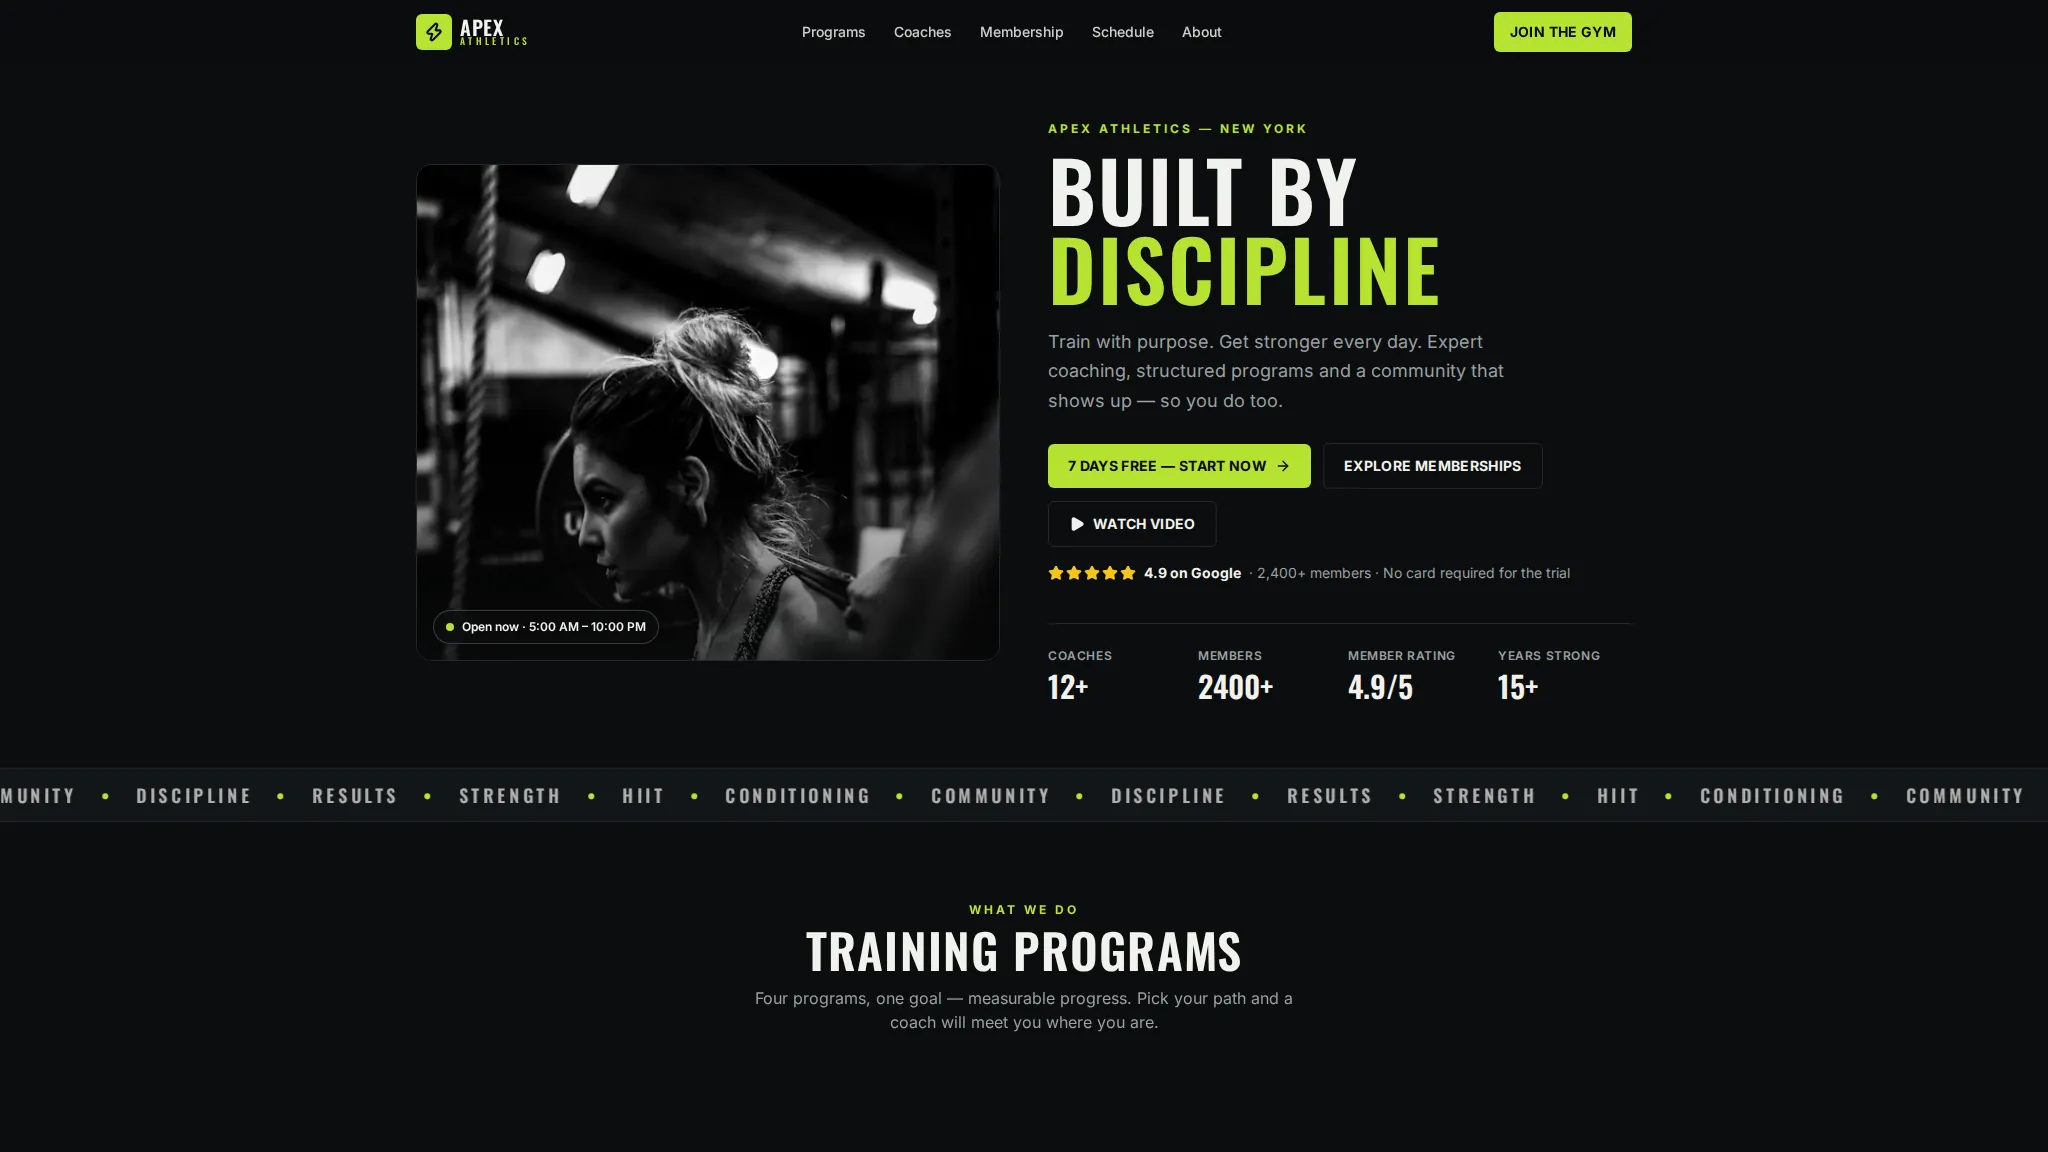 APEX
ATHLETICS
Programs
Coaches
Membership
Schedule
About
JOIN THE GYM
APEX ATHLETICS — NEW YORK
BUILT BY
DISCIPLINE
Train with purpose. Get stronger every day. Expert
coaching, structured programs and a community that
shows up — so you do too.
7 DAYS FREE — START NOW →
EXPLORE MEMBERSHIPS
WATCH VIDEO
4.9 on Google · 2,400+ members · No card required for the trial
Open now · 5:00 AM – 10:00 PM
COACHES
12+
MEMBERS
2400+
MEMBER RATING
4.9/5
YEARS STRONG
15+
MUNITY • DISCIPLINE • RESULTS • STRENGTH • HIIT • CONDITIONING • COMMUNITY • DISCIPLINE • RESULTS • STRENGTH • HIIT • CONDITIONING • COMMUNITY
WHAT WE DO
TRAINING PROGRAMS
Four programs, one goal — measurable progress. Pick your path and a
coach will meet you where you are.